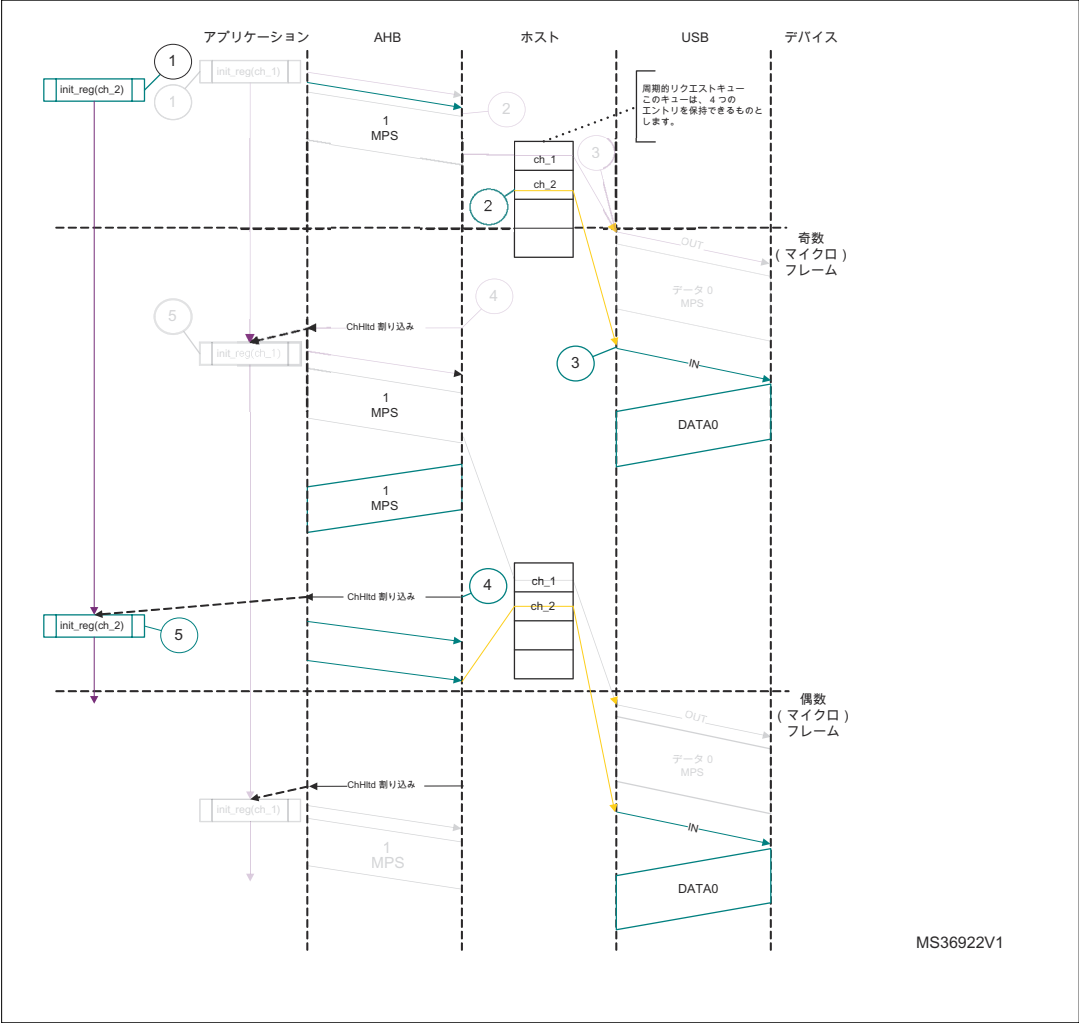 アプリケーション
AHB
ホスト
USB
デバイス
1
init_reg(ch_2)
init_reg(ch_1)
1
2
周期的リクエストキュー
このキューは、4つの
エントリを保持できるものと
します。
1
MPS
3
ch_1
ch_2
2
奇数
(マイクロ)
フレーム
OUT
データ 0
MPS
4
5
ChHltd 割り込み
init_reg(ch_1)
3
IN
1
MPS
DATA0
1
MPS
4
ch_1
ch_2
ChHltd 割り込み
init_reg(ch_2)
5
偶数
(マイクロ)
フレーム
OUT
データ 0
MPS
ChHltd 割り込み
init_reg(ch_1)
IN
1
MPS
DATA0
MS36922V1